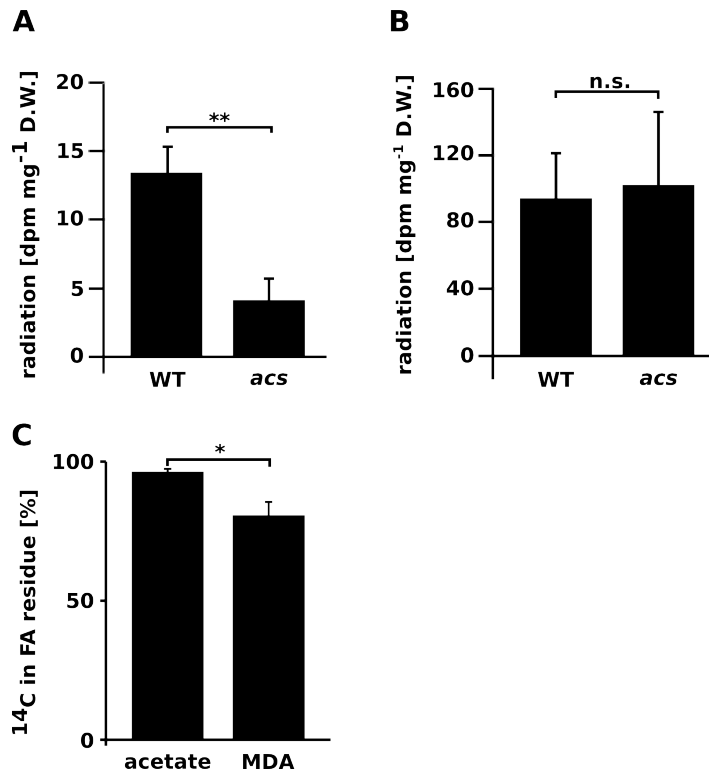 A
radiation [dpm mg-1 D.W.]
20
15
10
5
0
**
WT
acs
B
radiation [dpm mg-1 D.W.]
160
120
80
40
0
n.s.
WT
acs
C
14C in FA residue [%]
100
50
0
*
acetate
MDA